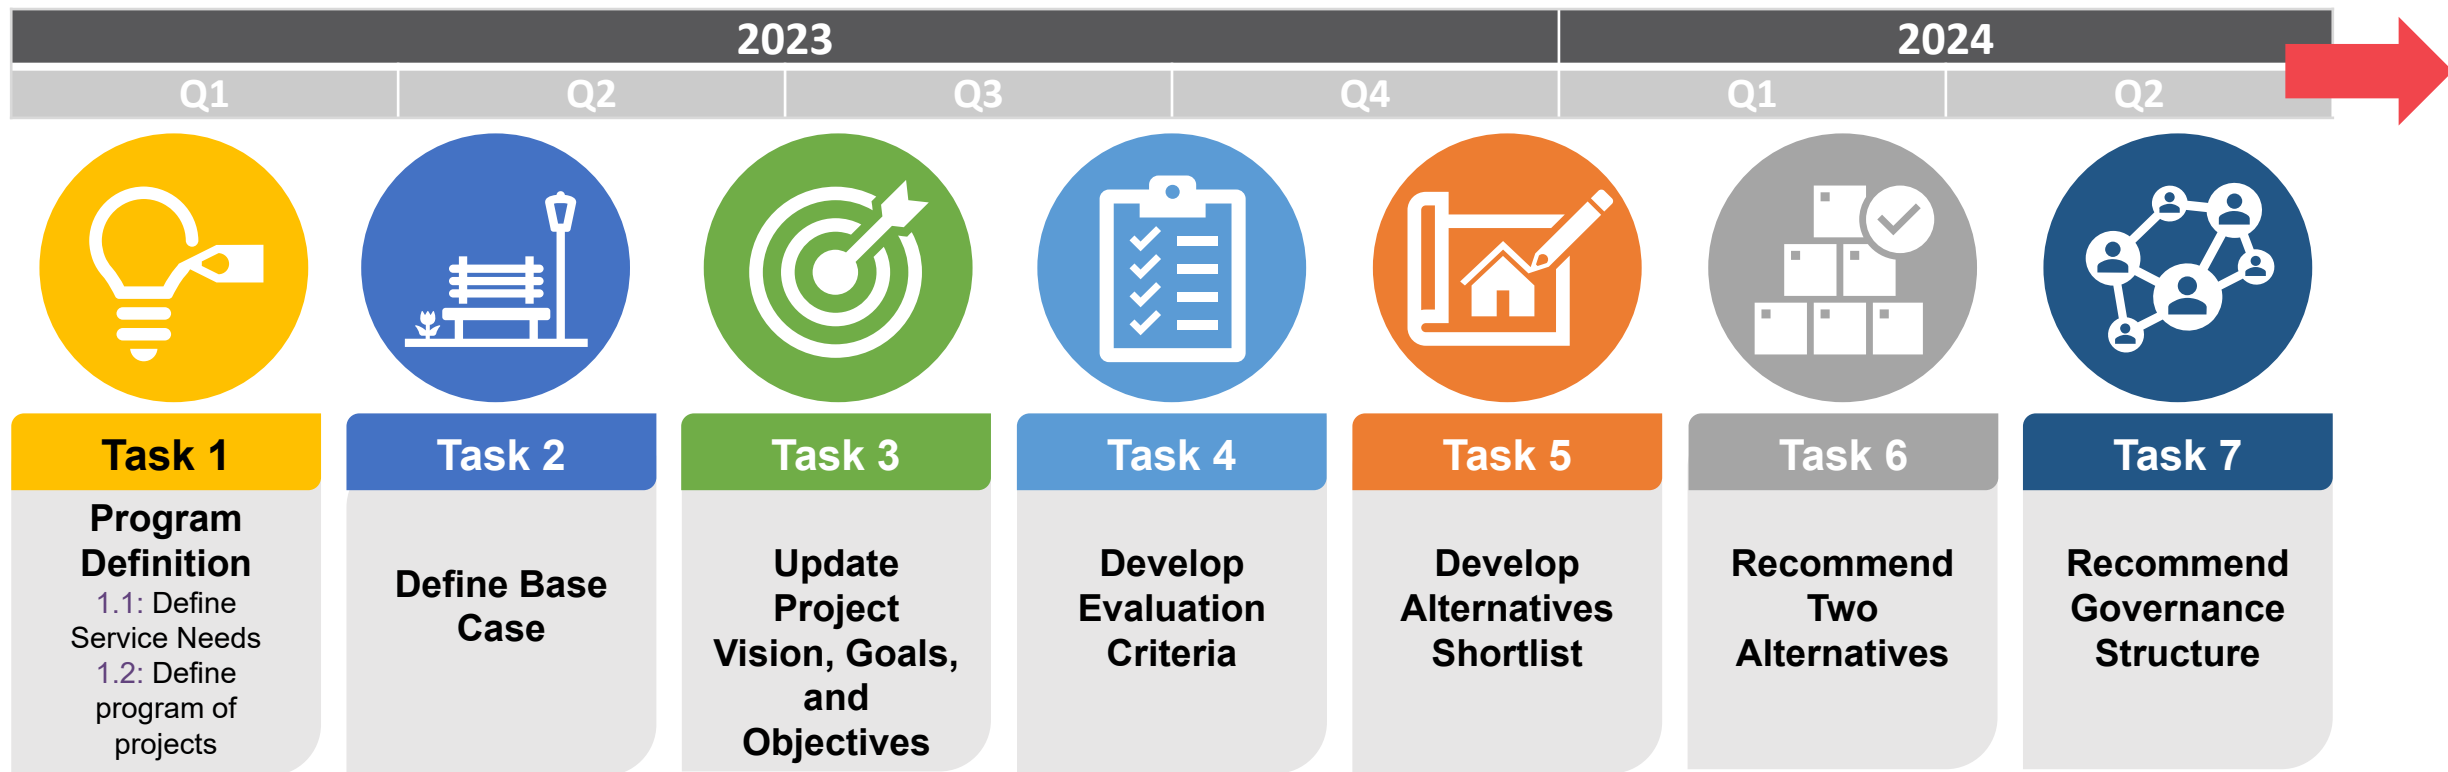 2023
2024
Q1
Q2
Q3
Q4
Q1
Q2
Task 1
Program
Definition
1.1: Define
Service Needs
1.2: Define
program of
projects
Task 2
Define Base
Case
Task 3
Update
Project
Vision, Goals,
and
Objectives
Task 4
Develop
Evaluation
Criteria
Task 5
Develop
Alternatives
Shortlist
Task 6
Recommend
Two
Alternatives
Task 7
Recommend
Governance
Structure